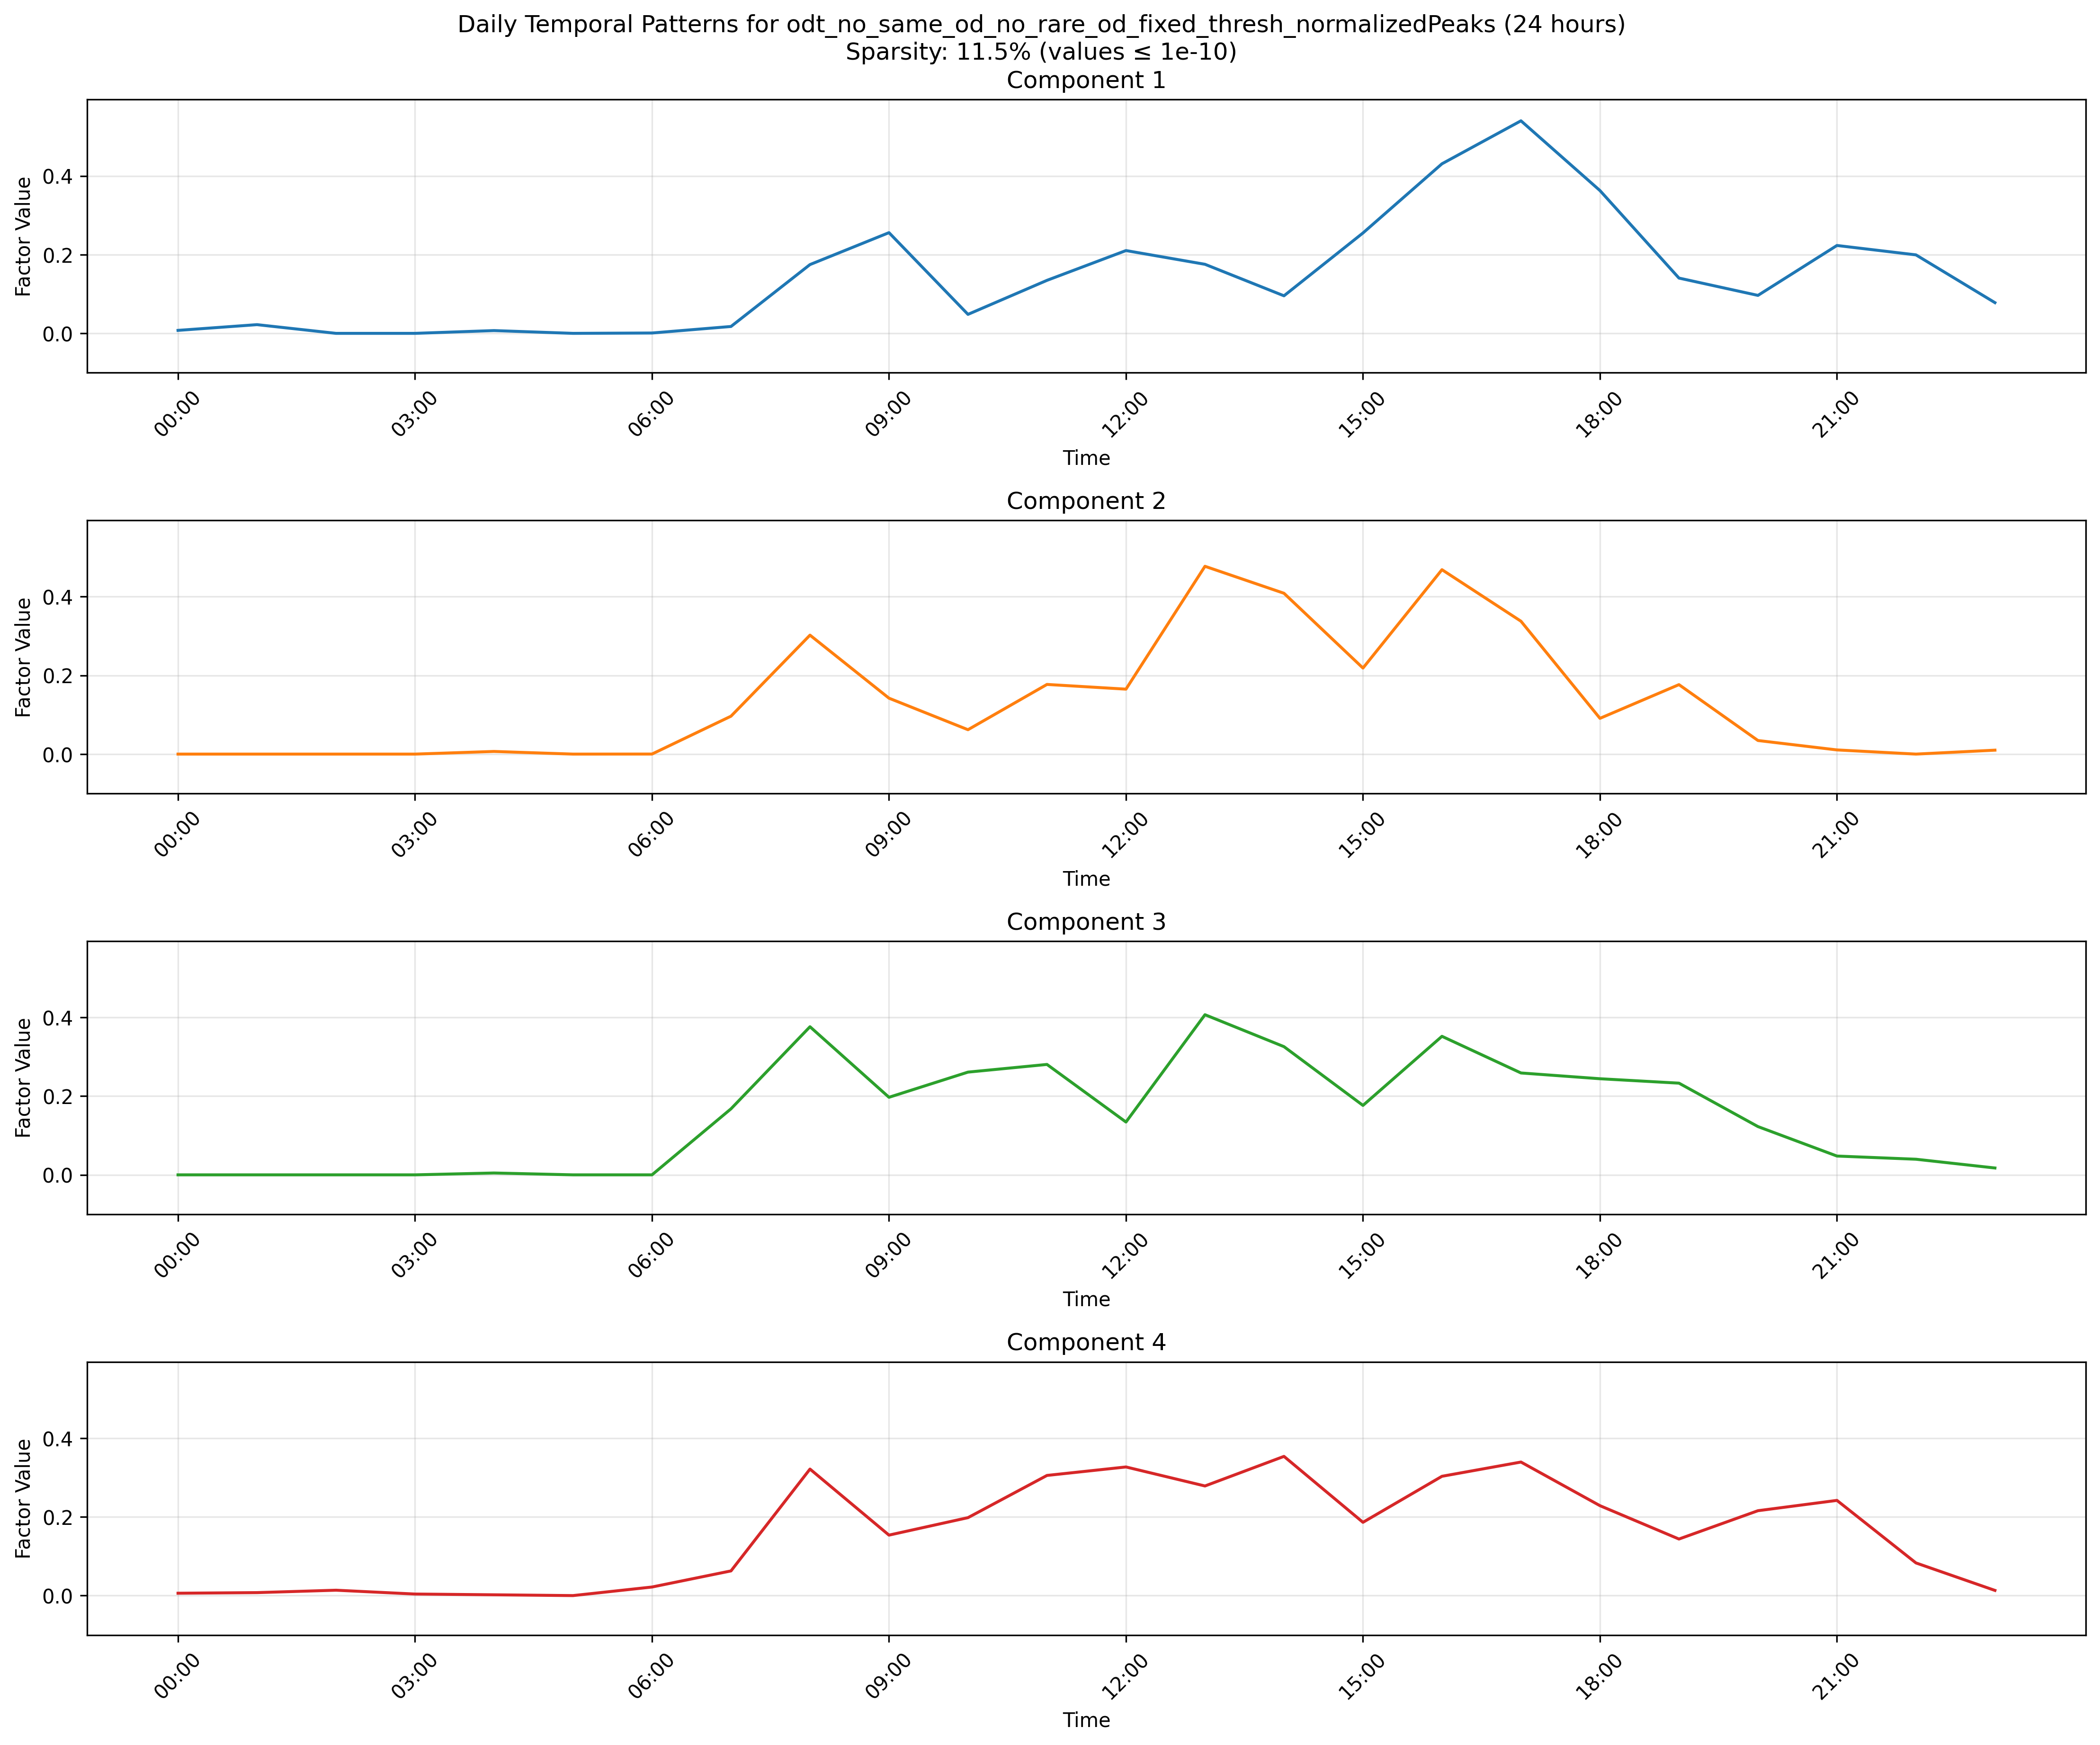 Daily Temporal Patterns for odt_no_same_od_no_rare_od_fixed_thresh_normalizedPeaks (24 hours)
Sparsity: 11.5% (values ≤ 1e-10)
Component 1
Factor Value
0.4
0.2
0.0
00:00 03:00 06:00 09:00 12:00 15:00 18:00 21:00
Time
Component 2
Factor Value
0.4
0.2
0.0
00:00 03:00 06:00 09:00 12:00 15:00 18:00 21:00
Time
Component 3
Factor Value
0.4
0.2
0.0
00:00 03:00 06:00 09:00 12:00 15:00 18:00 21:00
Time
Component 4
Factor Value
0.4
0.2
0.0
00:00 03:00 06:00 09:00 12:00 15:00 18:00 21:00
Time